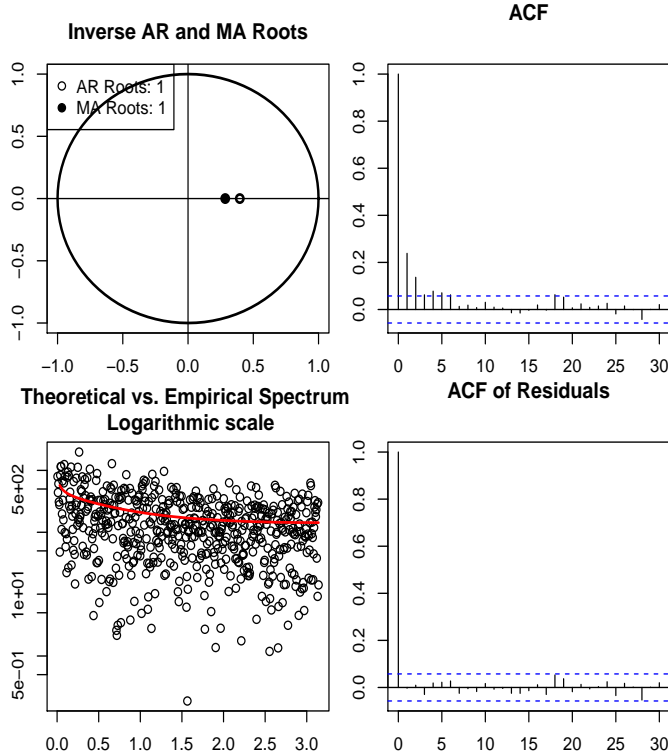 Inverse AR and MA Roots
AR Roots: 1
MA Roots: 1
1.0
0.5
0.0
−0.5
−1.0
−1.0 −0.5 0.0 0.5 1.0
ACF
1.0
0.8
0.6
0.4
0.2
0.0
0 5 10 15 20 25 30
Theoretical vs. Empirical Spectrum
Logarithmic scale
5e+02
1e+01
5e−01
0.0 0.5 1.0 1.5 2.0 2.5 3.0
ACF of Residuals
1.0
0.8
0.6
0.4
0.2
0.0
0 5 10 15 20 25 30